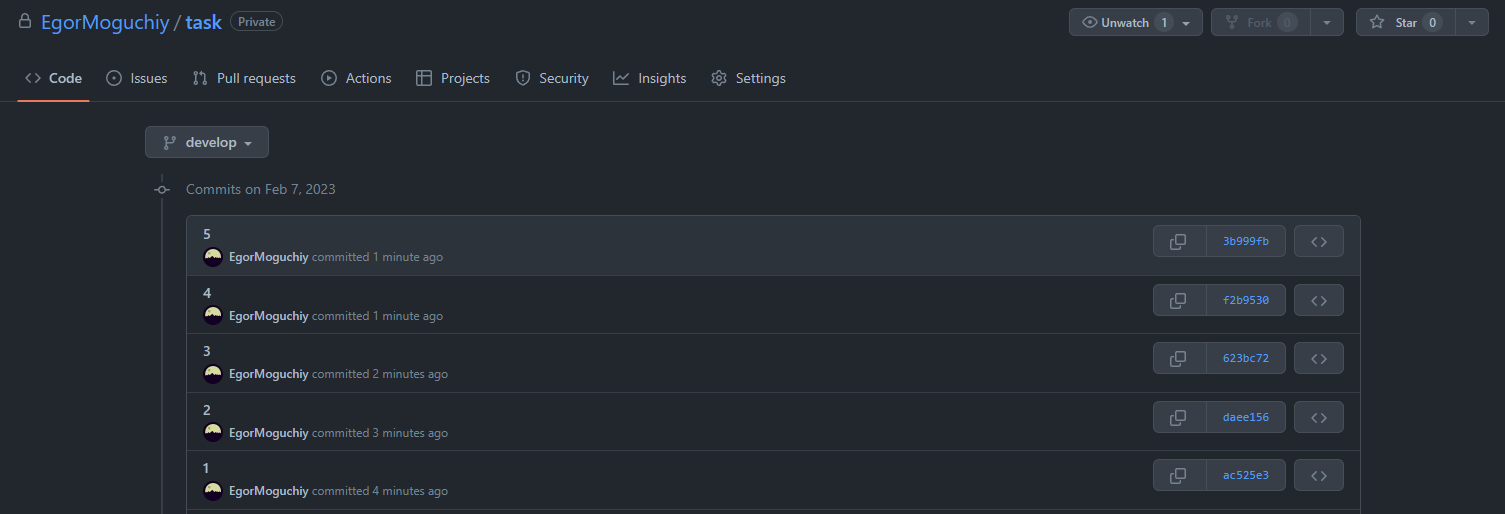 EgorMoguchiy / task Private Unwatch 1 Fork 0 Star 0
Code Issues Pull requests Actions Projects Security Insights Settings
develop
Commits on Feb 7, 2023
5
EgorMoguchiy committed 1 minute ago 3b999fb
4
EgorMoguchiy committed 1 minute ago f2b9530
3
EgorMoguchiy committed 2 minutes ago 623bc72
2
EgorMoguchiy committed 3 minutes ago daee156
1
EgorMoguchiy committed 4 minutes ago ac525e3